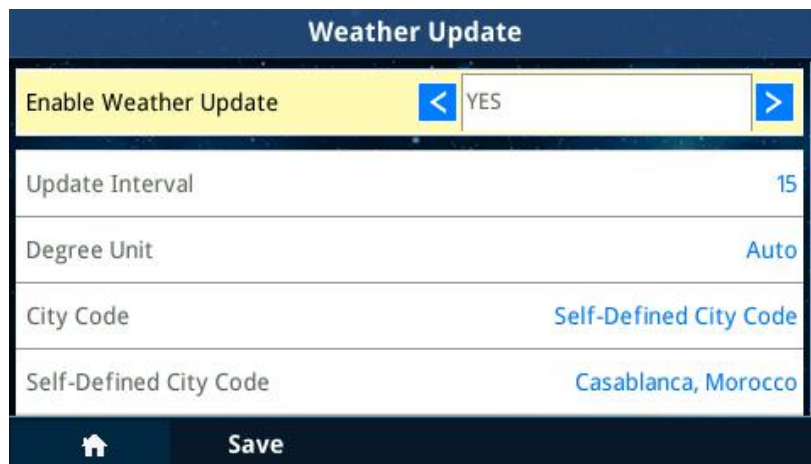 Weather Update
Enable Weather Update < YES >
Update Interval 15
Degree Unit Auto
City Code Self-Defined City Code
Self-Defined City Code Casablanca, Morocco
Save